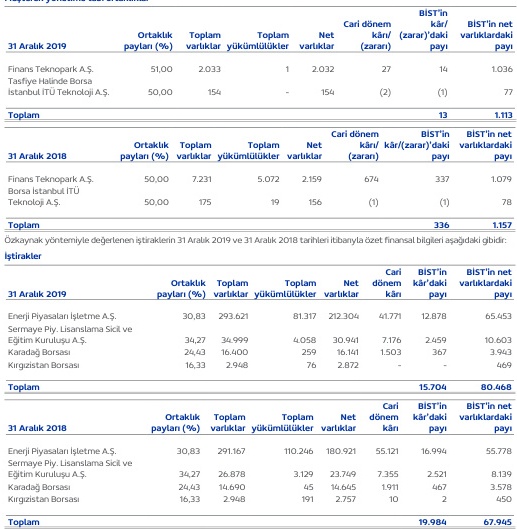 Müşterek yönetime tabi ortaklıklar
BİST'in
kâr/ BİST'in net
Ortaklık Toplam Toplam Net Cari dönem (zarar)'daki varlıklardaki
31 Aralık 2019 payları (%) varlıklar yükümlülükler varlıklar kârı/ (zararı) payı payı
Finans Teknopark A.Ş. 51,00 2.033 1 2.032 27 14 1.036
Tasfiye Halinde Borsa
İstanbul İTÜ Teknoloji A.Ş. 50,00 154 - 154 (2) (1) 77
Toplam 13 1.113
Cari dönem BİST'in BİST'in net
Ortaklık Toplam Toplam Net kârı/ kâr/(zarar)'daki varlıklardaki
31 Aralık 2018 payları (%) varlıklar yükümlülükler varlıklar (zararı) payı payı
Finans Teknopark A.Ş. 50,00 7.231 5.072 2.159 674 337 1.079
Borsa İstanbul İTÜ
Teknoloji A.Ş. 50,00 175 19 156 (1) (1) 78
Toplam 336 1.157
Özkaynak yöntemiyle değerlenen iştiraklerin 31 Aralık 2019 ve 31 Aralık 2018 tarihleri itibarıyla özet finansal bilgileri aşağıdaki gibidir:
İştirakler
Cari BİST'in BİST'in net
Ortaklık Toplam Toplam Net dönem kâr'daki varlıklardaki
31 Aralık 2019 payları (%) varlıklar yükümlülükler varlıklar kârı payı payı
Enerji Piyasaları İşletme A.Ş. 30,83 293.621 81.317 212.304 41.771 12.878 65.453
Sermaye Piy. Lisanslama Sicil ve
Eğitim Kuruluşu A.Ş. 34,27 34.999 4.058 30.941 7.176 2.459 10.603
Karadağ Borsası 24,43 16.400 259 16.141 1.503 367 3.943
Kırgızistan Borsası 16,33 2.948 76 2.872 - - 469
Toplam 15.704 80.468
Cari BİST'in BİST'in net
Ortaklık Toplam Toplam Net dönem kâr'daki varlıklardaki
31 Aralık 2018 payları (%) varlıklar yükümlülükler varlıklar kârı payı payı
Enerji Piyasaları İşletme A.Ş. 30,83 291.167 110.246 180.921 55.121 16.994 55.778
Sermaye Piy. Lisanslama Sicil ve
Eğitim Kuruluşu A.Ş. 34,27 26.878 3.129 23.749 7.355 2.521 8.139
Karadağ Borsası 24,43 14.690 45 14.645 1.911 467 3.578
Kırgızistan Borsası 16,33 2.948 191 2.757 10 2 450
Toplam 19.984 67.945